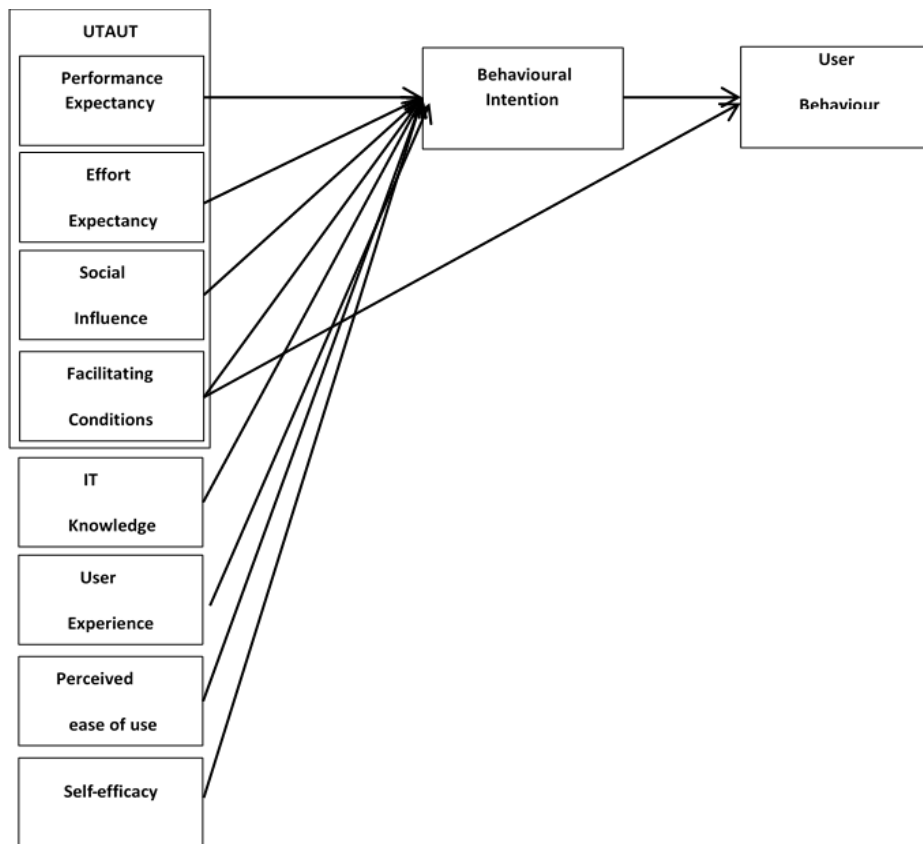 UTAUT
Performance
Expectancy
Effort
Expectancy
Social
Influence
Facilitating
Conditions
IT
Knowledge
User
Experience
Perceived
ease of use
Self-efficacy
Behavioural
Intention
User
Behaviour